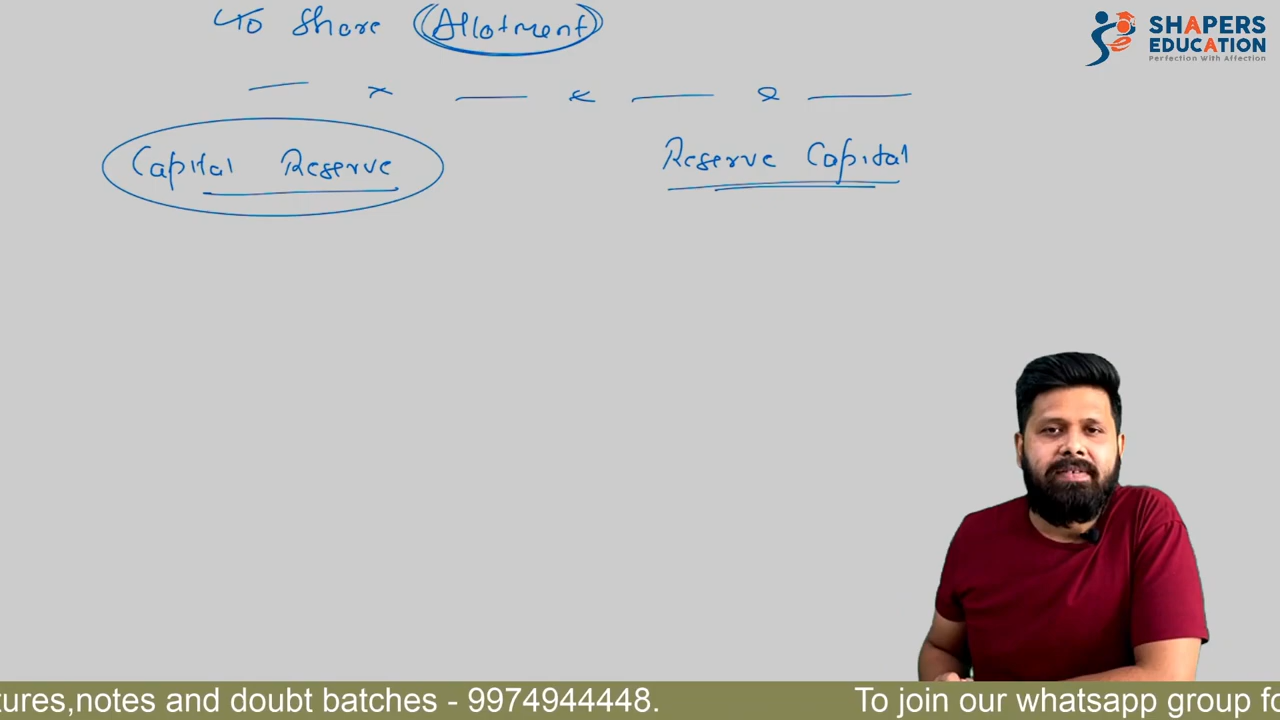 To Share Allotment
SHAPERS
EDUCATION
Perfection With Affection
Capital Reserve
Reserve Capital
tures,notes and doubt batches - 9974944448.
To join our whatsapp group fo